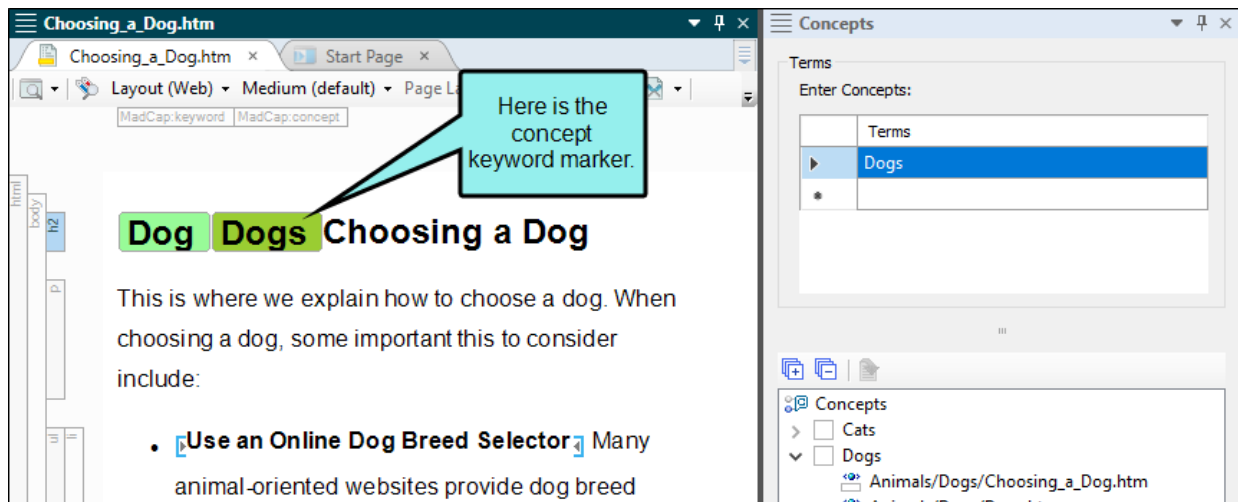 Choosing_a_Dog.htm
Choosing_a_Dog.htm
Start Page
Layout (Web)
Medium (default)
MadCap:keyword
MadCap:concept
Here is the
concept
keyword marker.
html
body
h2
Dog Dogs Choosing a Dog
p
This is where we explain how to choose a dog. When
choosing a dog, some important this to consider
include:
ul
li
• Use an Online Dog Breed Selector Many
animal-oriented websites provide dog breed
Concepts
Terms
Enter Concepts:
Terms
Dogs
Concepts
Cats
Dogs
Animals/Dogs/Choosing_a_Dog.htm